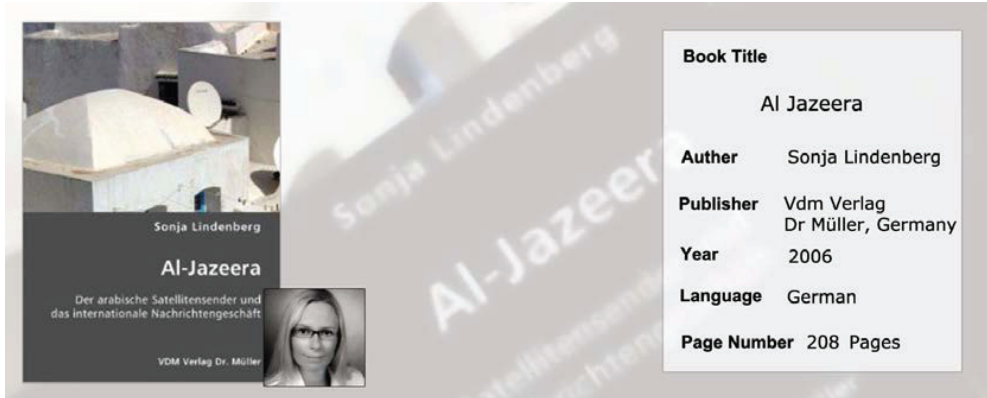 Sonja Lindenberg
Al-Jazeera
Der arabische Satellitensender und
das internationale Nachrichtengeschäft
VDM Verlag Dr. Müller
Sonja Lindenberg
Al-Jazeera
Book Title
Al Jazeera
Auther Sonja Lindenberg
Publisher Vdm Verlag
Dr Müller, Germany
Year 2006
Language German
Page Number 208 Pages